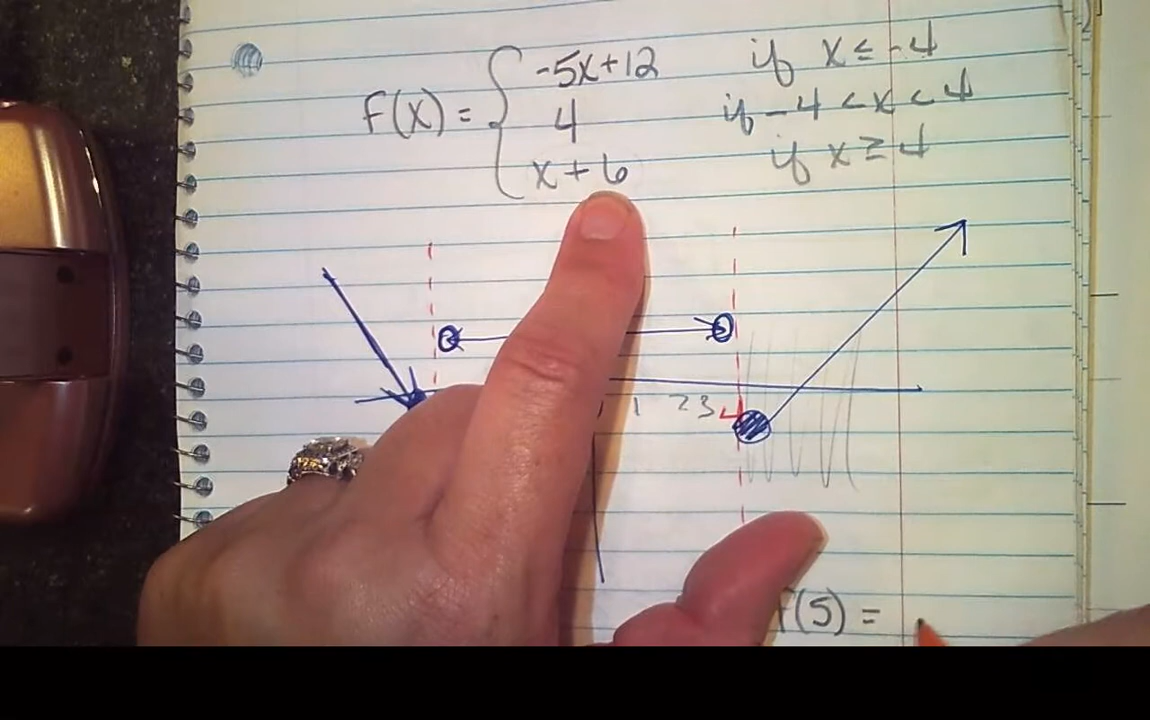 f(x) = { -5x+12 if x ≤ -4
4 if -4 < x < 4
x + 6 if x ≥ 4
1 2 3 4
f(5) =